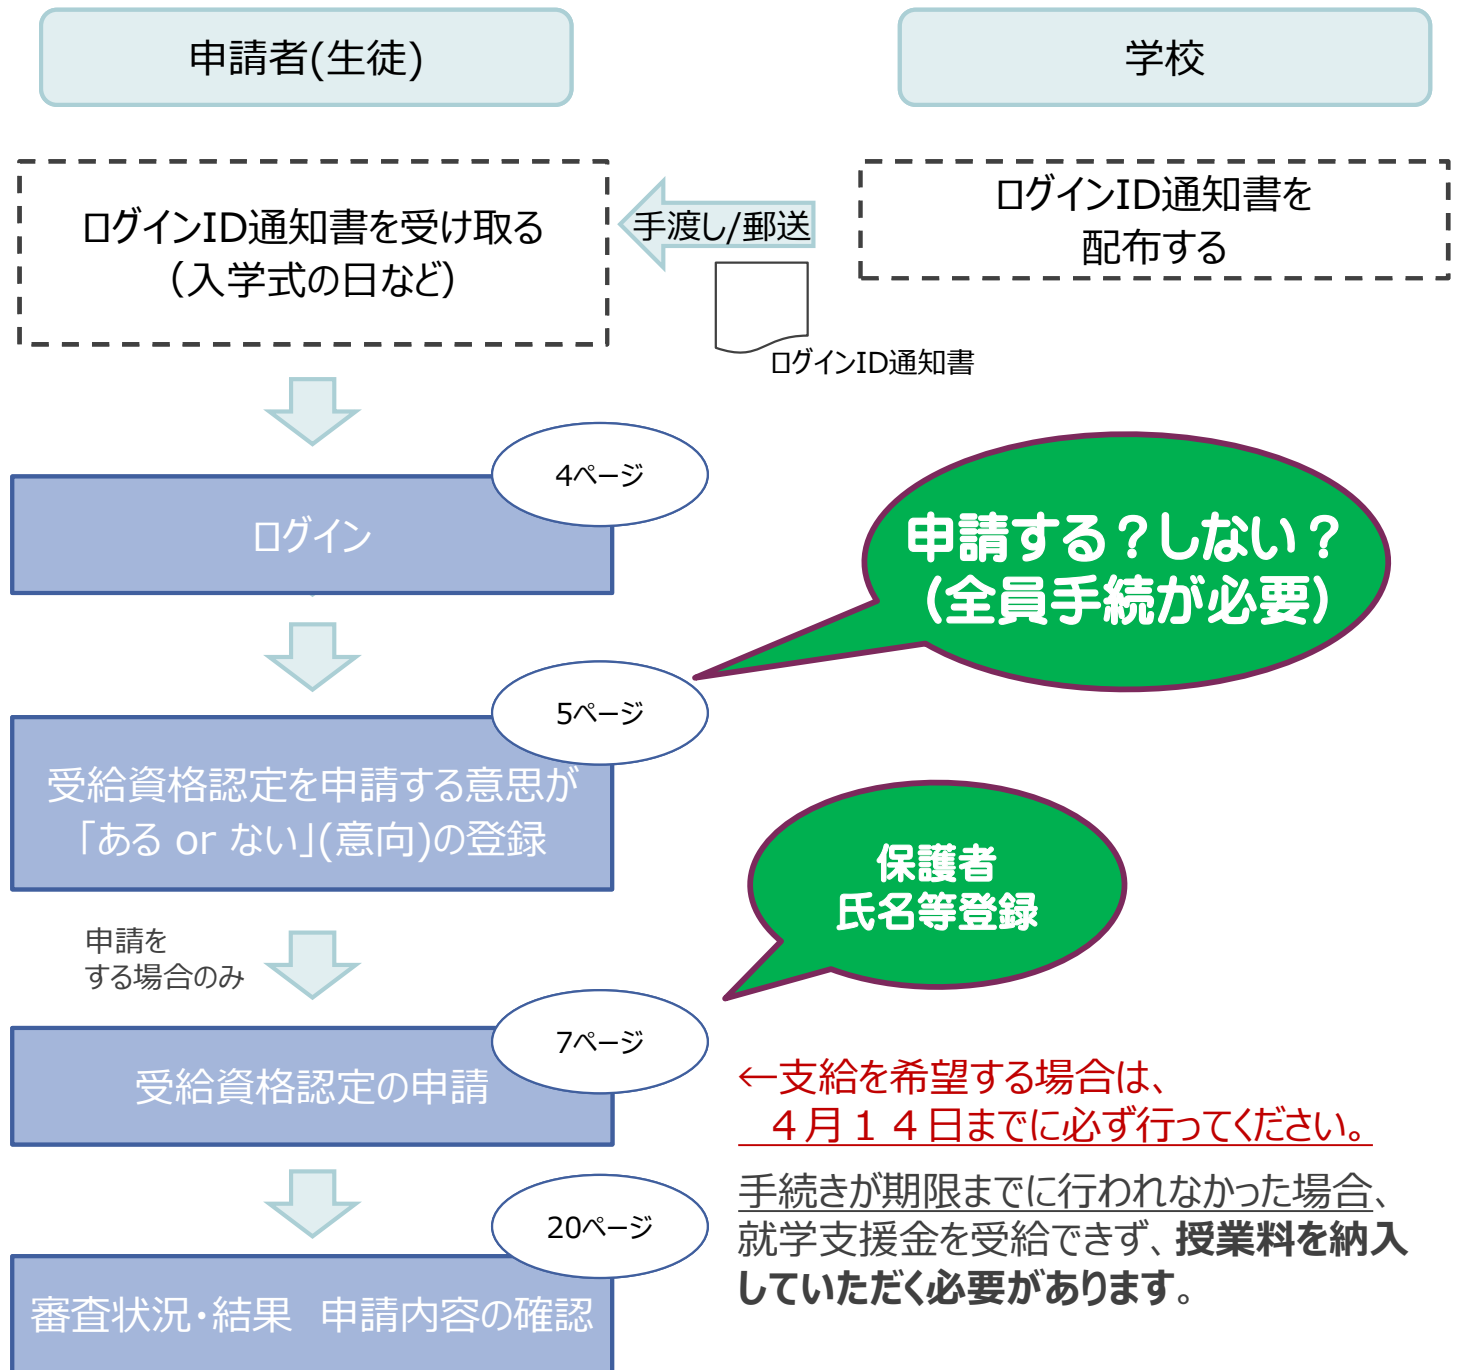 申請者(生徒)
学校
ログインID通知書を受け取る
（入学式の日など）
手渡し/郵送
ログインID通知書を
配布する
ログインID通知書
4ページ
ログイン
申請する？しない？
（全員手続が必要）
5ページ
受給資格認定を申請する意思が
「ある or ない」(意向)の登録
保護者
氏名等登録
申請を
する場合のみ
7ページ
受給資格認定の申請
←支給を希望する場合は、
４月１４日までに必ず行ってください。
手続きが期限までに行われなかった場合、
就学支援金を受給できず、授業料を納入
していただく必要があります。
20ページ
審査状況・結果　申請内容の確認